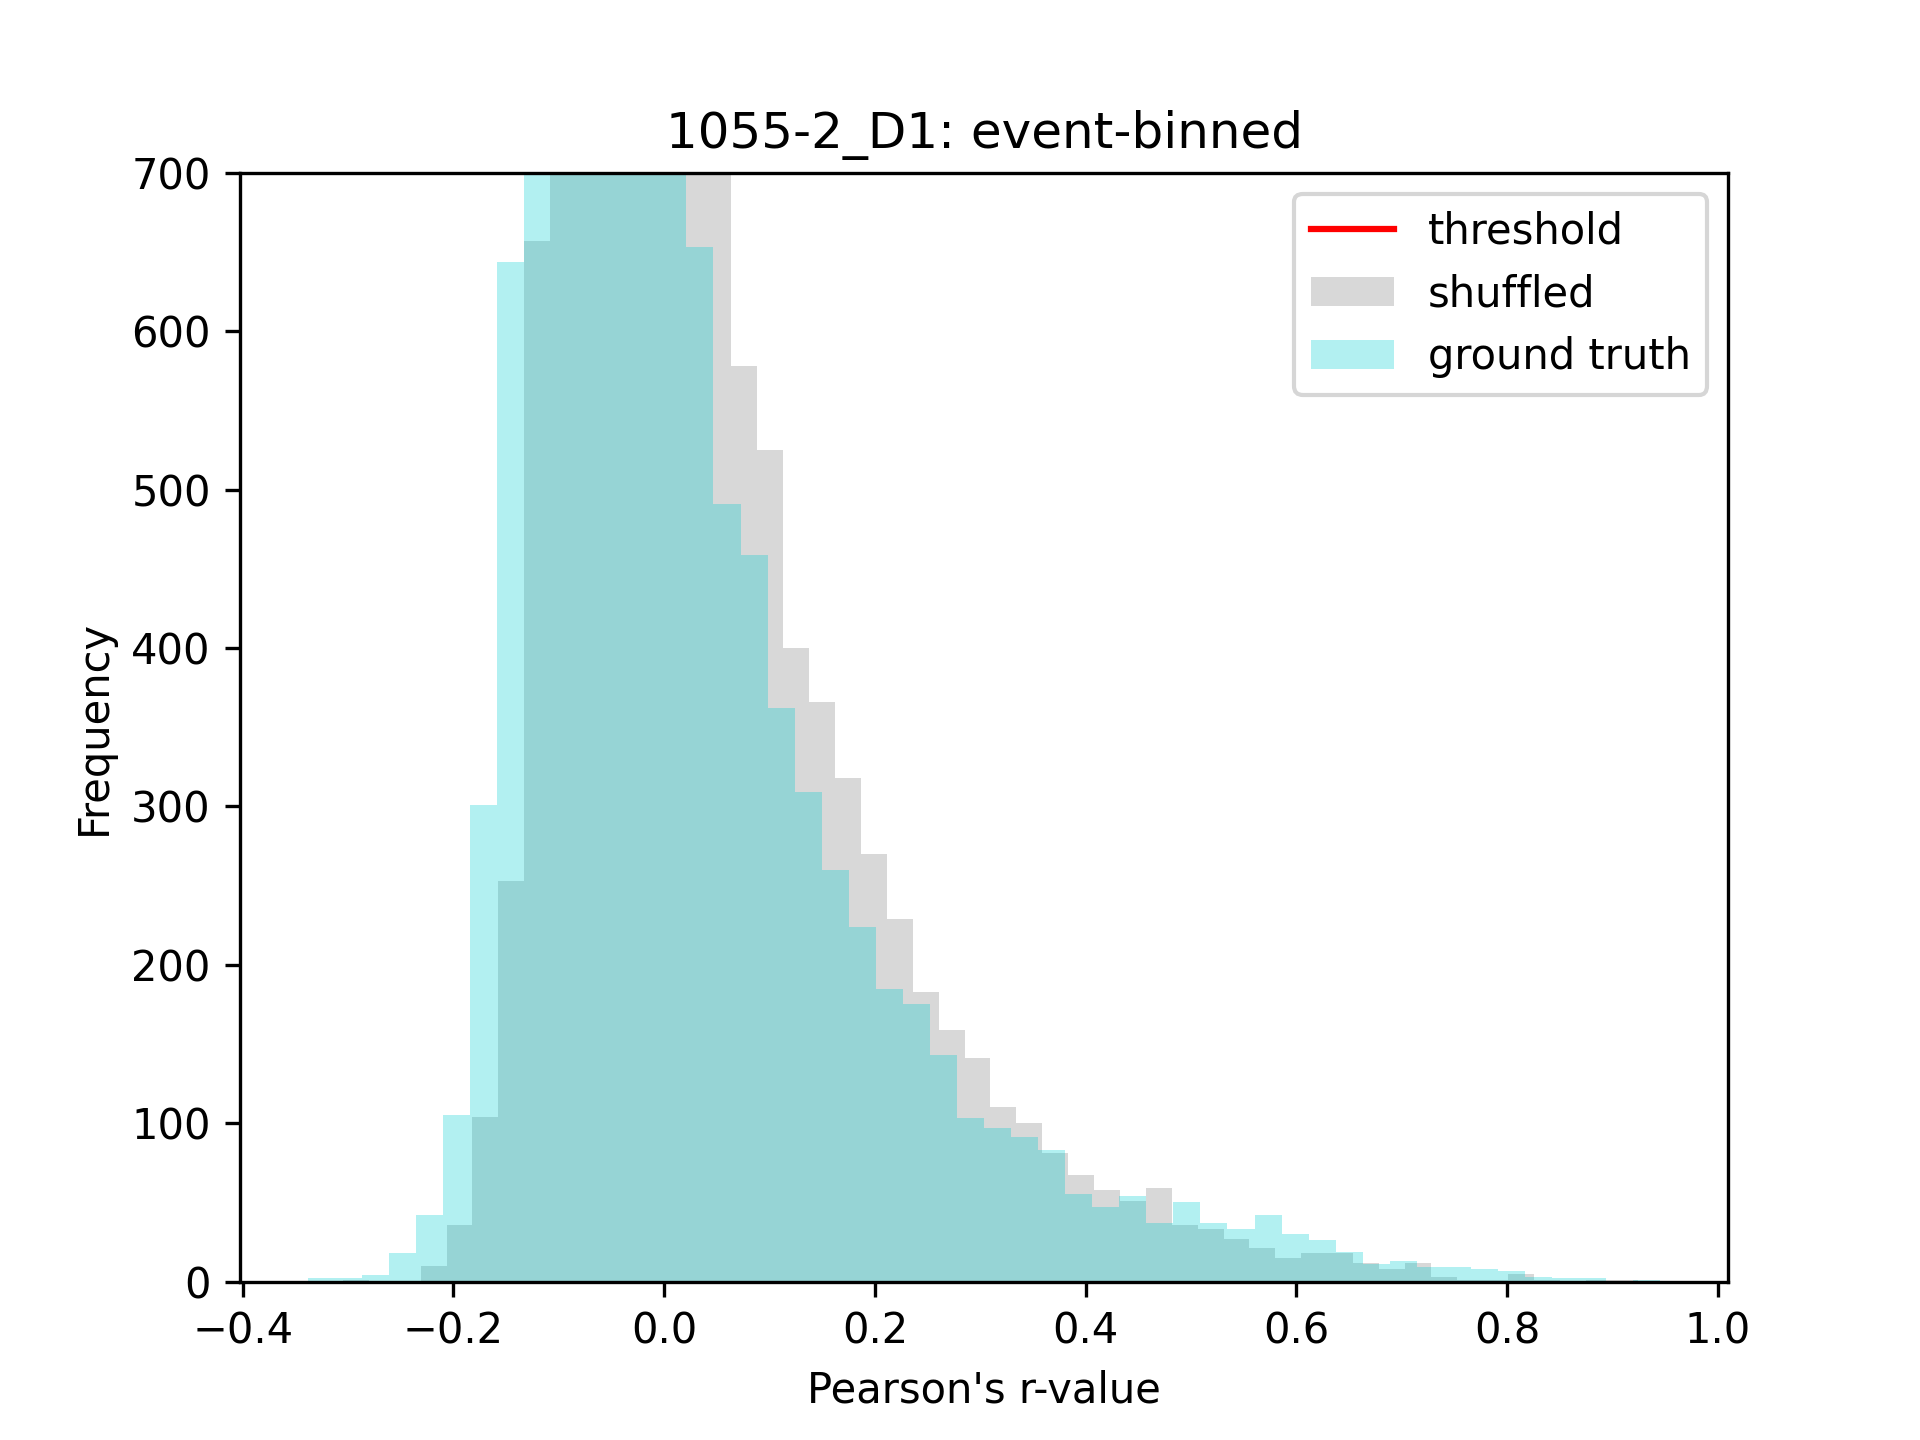 1055-2_D1: event-binned
700
600
500
400
300
200
100
0
Frequency
threshold
shuffled
ground truth
−0.4 −0.2 0.0 0.2 0.4 0.6 0.8 1.0
Pearson's r-value